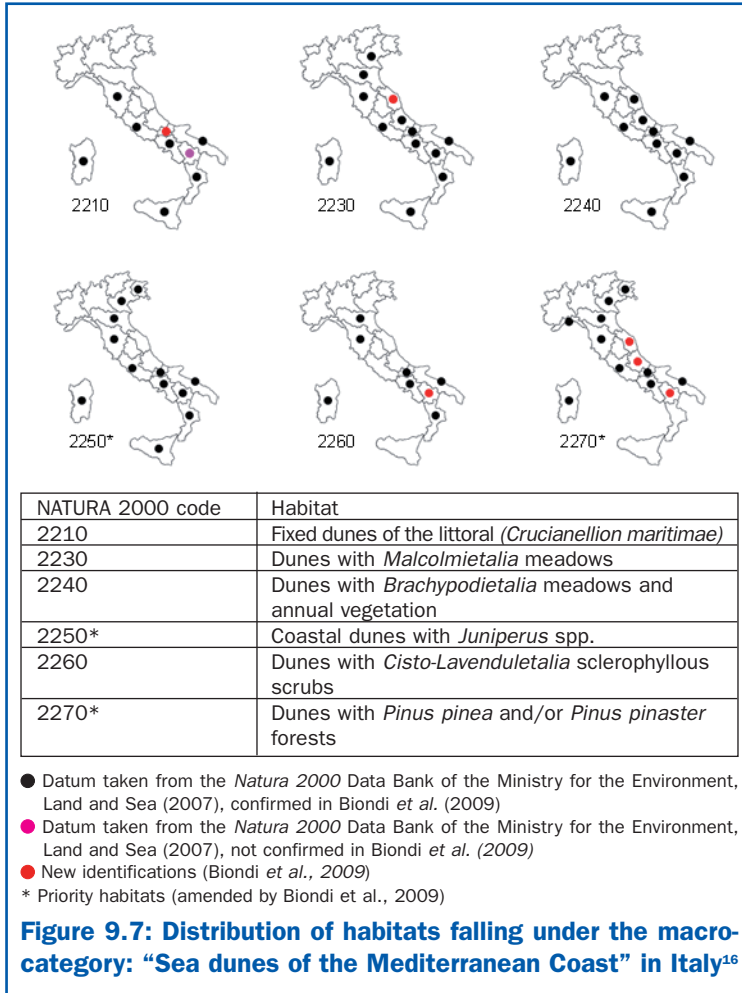 2210
2230
2240
2250*
2260
2270*
NATURA 2000 code Habitat
2210 Fixed dunes of the littoral (Crucianellion maritimae)
2230 Dunes with Malcolmietalia meadows
2240 Dunes with Brachypodietalia meadows and
annual vegetation
2250* Coastal dunes with Juniperus spp.
2260 Dunes with Cisto-Lavenduletalia sclerophyllous
scrubs
2270* Dunes with Pinus pinea and/or Pinus pinaster
forests
● Datum taken from the Natura 2000 Data Bank of the Ministry for the Environment,
Land and Sea (2007), confirmed in Biondi et al. (2009)
● Datum taken from the Natura 2000 Data Bank of the Ministry for the Environment,
Land and Sea (2007), not confirmed in Biondi et al. (2009)
● New identifications (Biondi et al., 2009)
* Priority habitats (amended by Biondi et al., 2009)
Figure 9.7: Distribution of habitats falling under the macro-
category: “Sea dunes of the Mediterranean Coast” in Italy¹⁶